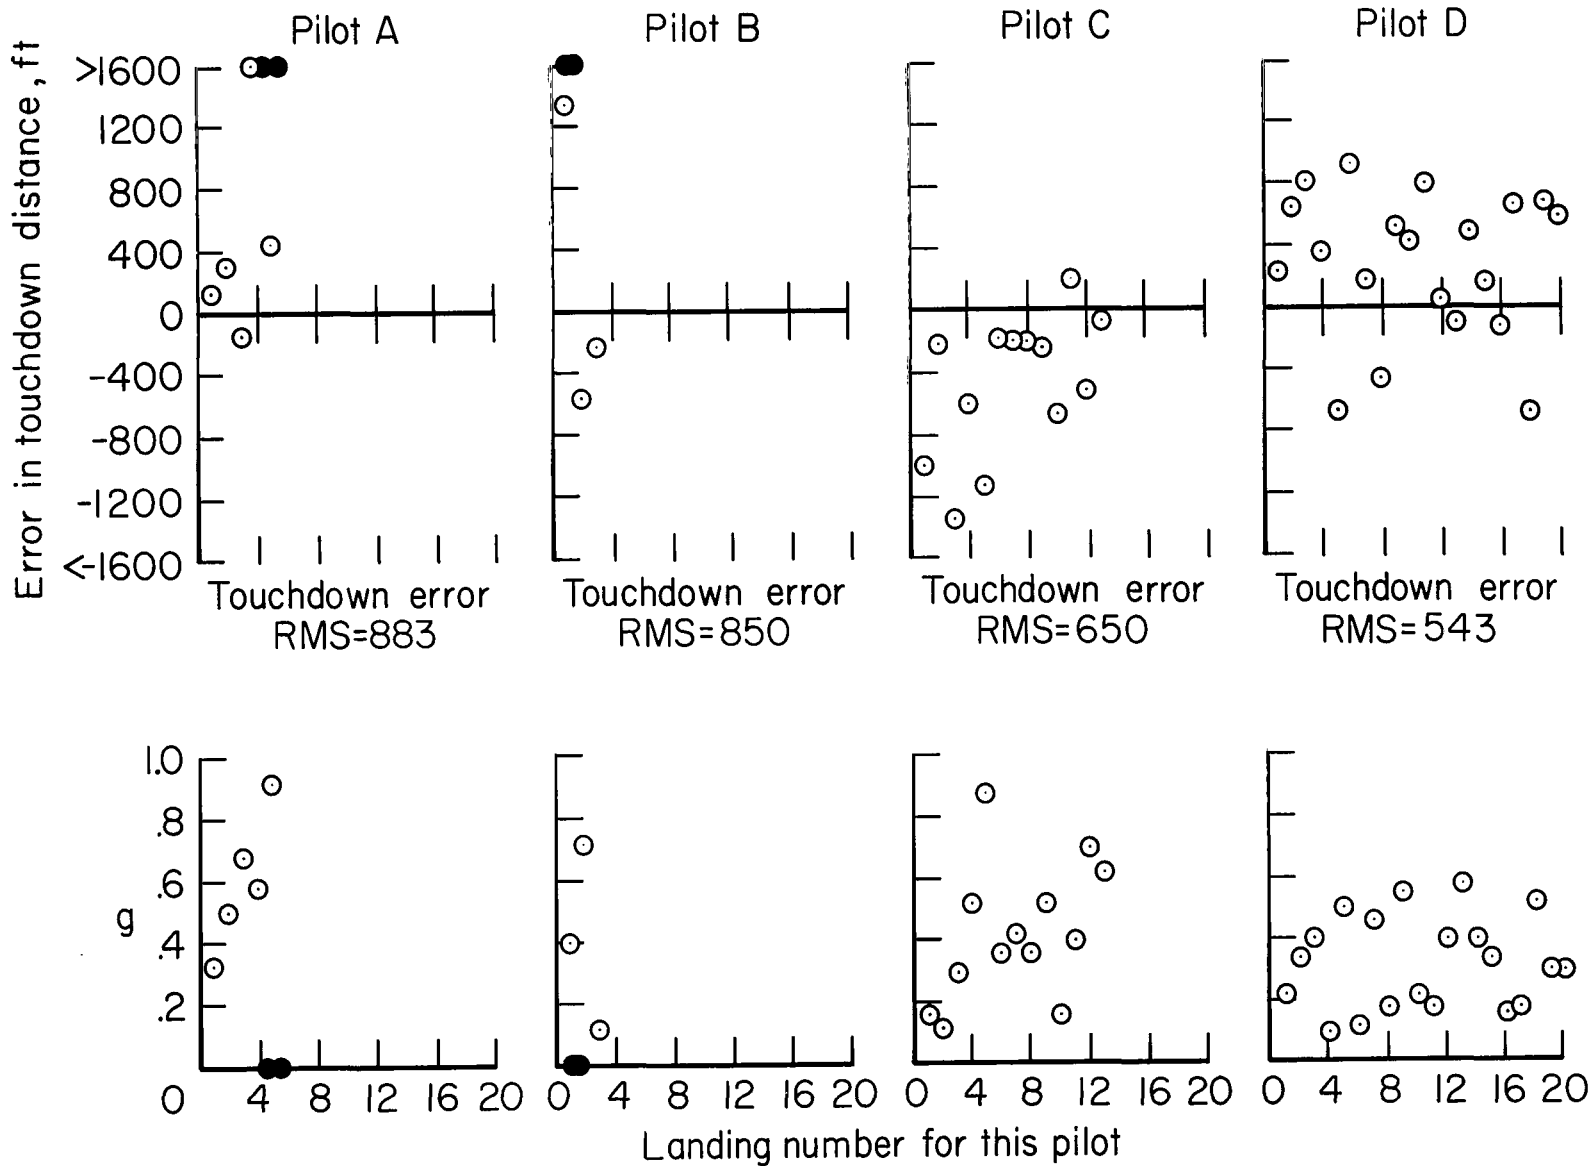 Pilot A Pilot B Pilot C Pilot D
Error in touchdown distance, ft
>1600
1200
800
400
0
-400
-800
-1200
<-1600
Touchdown error Touchdown error Touchdown error Touchdown error
RMS=883 RMS=850 RMS=650 RMS=543
g
1.0
.8
.6
.4
.2
0 4 8 12 16 20 0 4 8 12 16 20 0 4 8 12 16 20 0 4 8 12 16 20
Landing number for this pilot